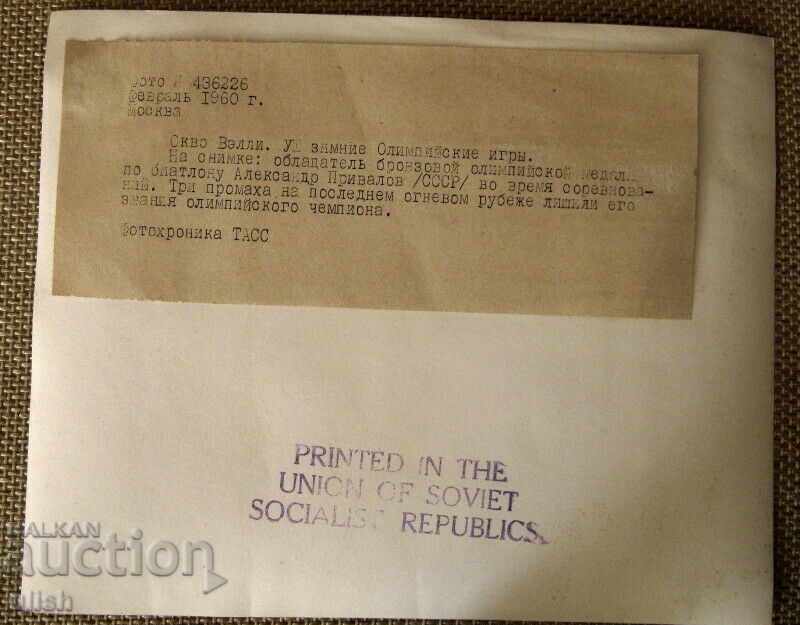 Фото № 436226
Февраль 1960 г.
Москва
Скво Вэлли. УШ зимние Олимпийские игры.
На снимке: обладатель бронзовой олимпийской медали
по биатлону Александр Привалов /СССР/ во время соревнова-
ний. Три промаха на последнем огневом рубеже лишили его
звания олимпийского чемпиона.
Фотохроника ТАСС
PRINTED IN THE
UNION OF SOVIET
SOCIALIST REPUBLICS.
BALKAN
auction
ulish